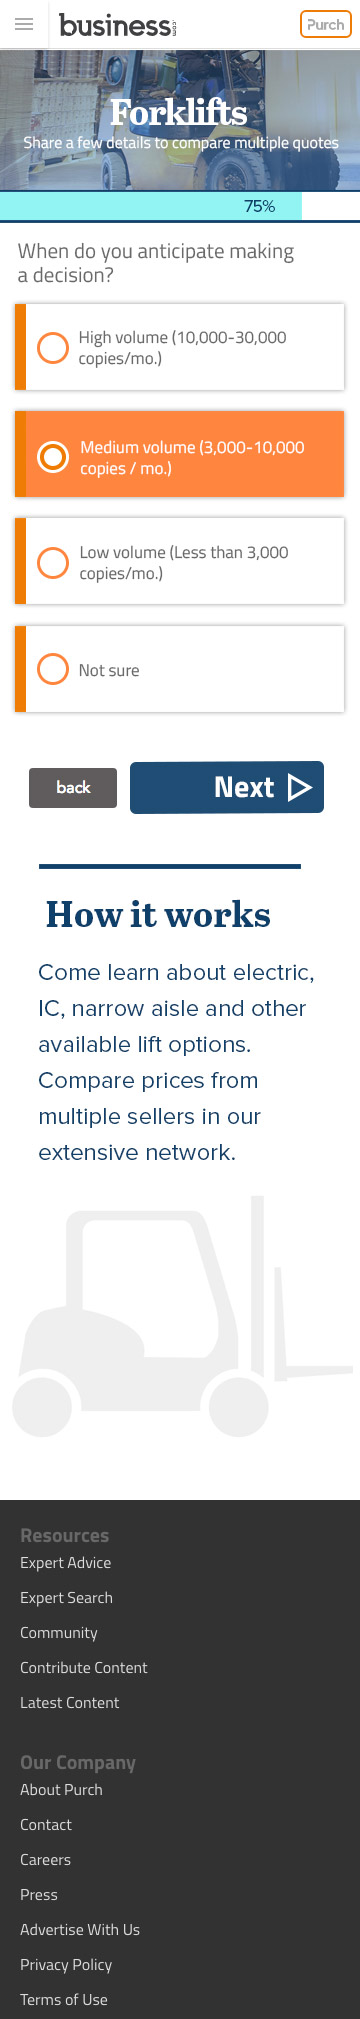 business.com
Purch
Forklifts
Share a few details to compare multiple quotes
75%
When do you anticipate making
a decision?
High volume (10,000-30,000
copies/mo.)
Medium volume (3,000-10,000
copies / mo.)
Low volume (Less than 3,000
copies/mo.)
Not sure
back
Next
How it works
Come learn about electric,
IC, narrow aisle and other
available lift options.
Compare prices from
multiple sellers in our
extensive network.
Resources
Expert Advice
Expert Search
Community
Contribute Content
Latest Content
Our Company
About Purch
Contact
Careers
Press
Advertise With Us
Privacy Policy
Terms of Use